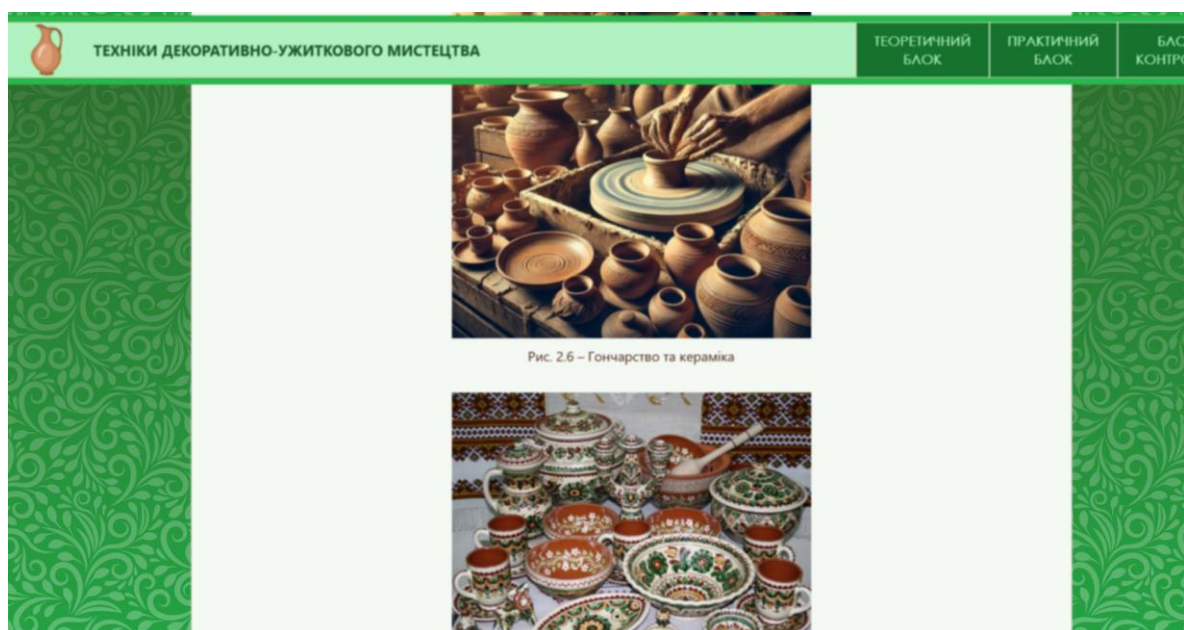 ТЕХНІКИ ДЕКОРАТИВНО-УЖИТКОВОГО МИСТЕЦТВА
ТЕОРЕТИЧНИЙ
БЛОК
ПРАКТИЧНИЙ
БЛОК
Рис. 2.6 – Гончарство та кераміка